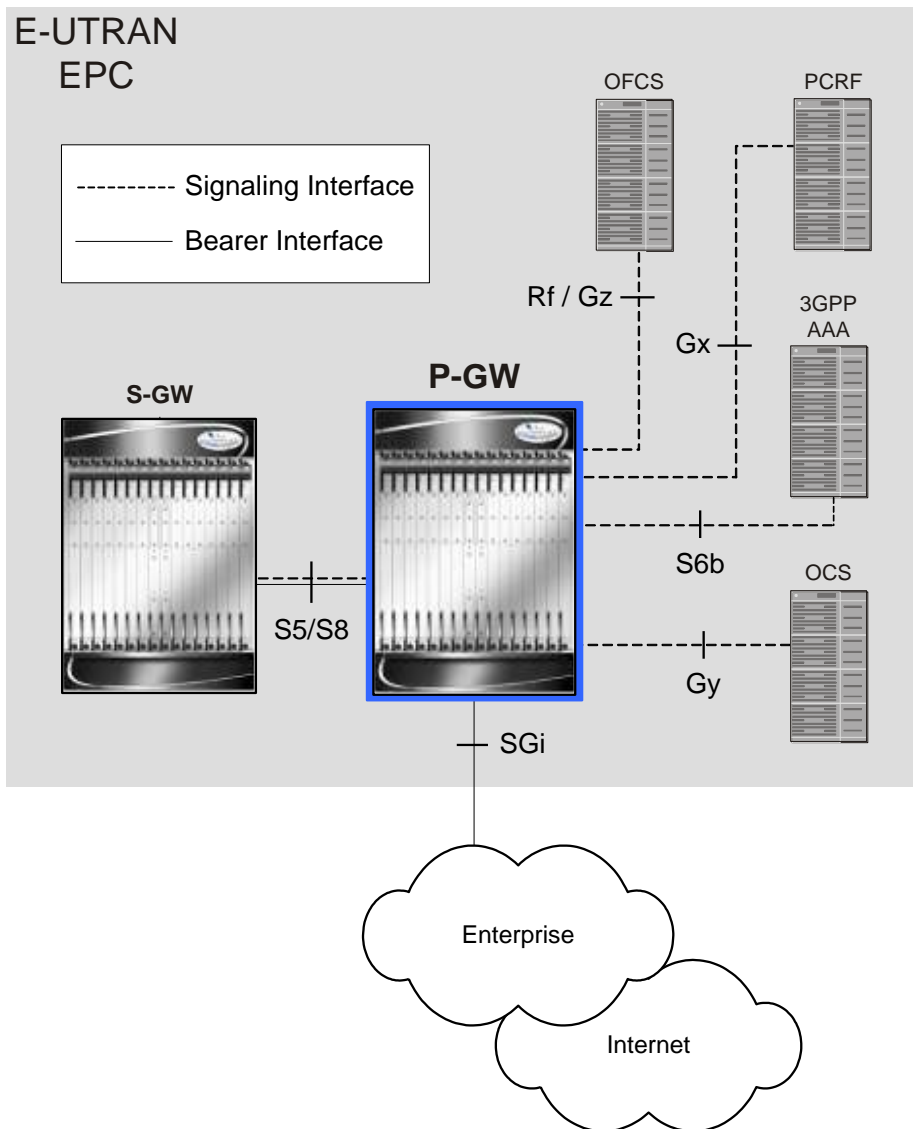 E-UTRAN
EPC
OFCS
PCRF
Signaling Interface
Bearer Interface
Rf / Gz
3GPP
AAA
Gx
P-GW
S-GW
S6b
OCS
S5/S8
Gy
SGi
Enterprise
Internet